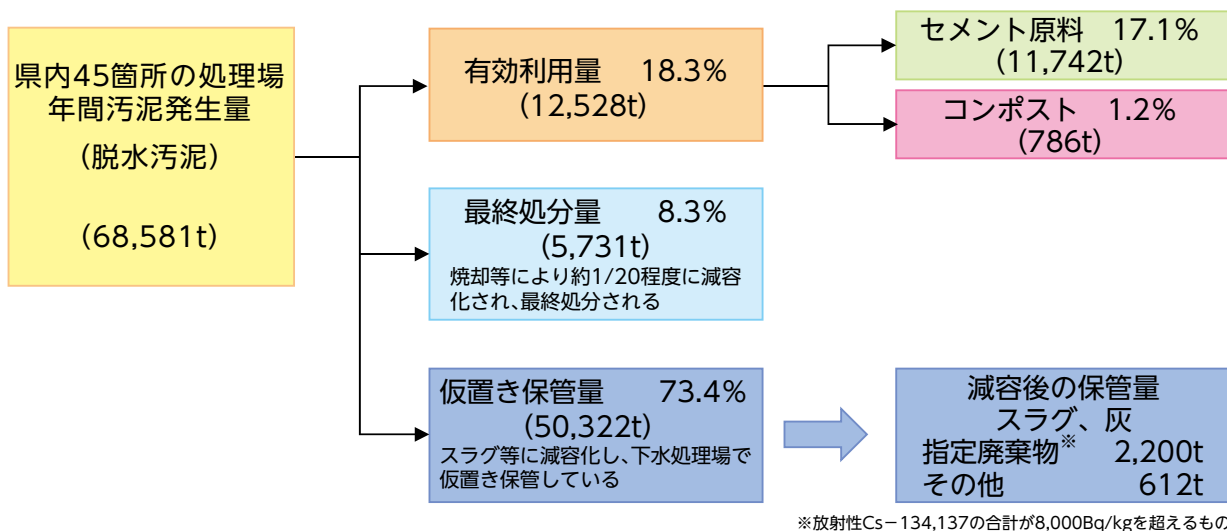 県内45箇所の処理場
年間汚泥発生量
(脱水汚泥)
(68,581t)
有効利用量 18.3%
(12,528t)
セメント原料 17.1%
(11,742t)
コンポスト 1.2%
(786t)
最終処分量 8.3%
(5,731t)
焼却等により約1/20程度に減容
化され、最終処分される
仮置き保管量 73.4%
(50,322t)
スラグ等に減容化し、下水処理場で
仮置き保管している
減容後の保管量
スラグ、灰
指定廃棄物※ 2,200t
その他 612t
※放射性Cs−134,137の合計が8,000Bq/kgを超えるもの